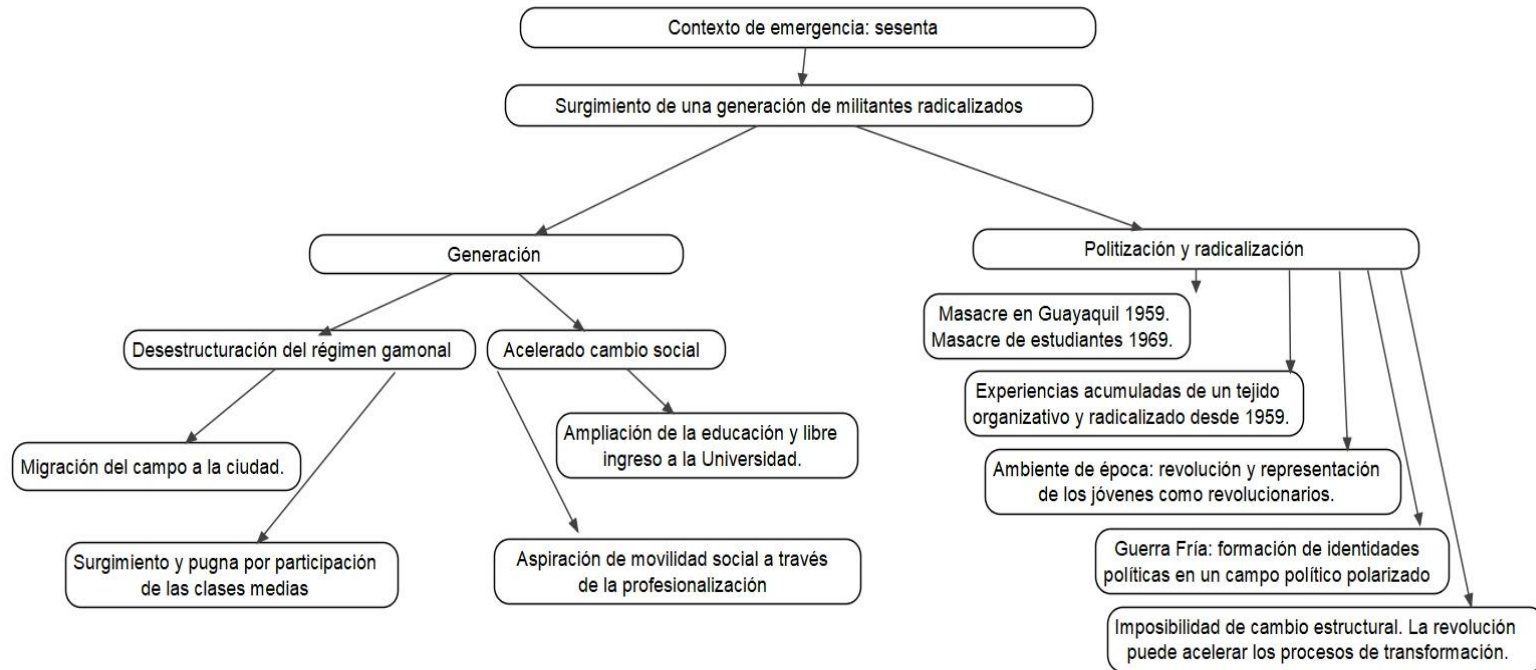 Contexto de emergencia: sesenta
Surgimiento de una generación de militantes radicalizados
Generación
Politización y radicalización
Desestructuración del régimen gamonal
Acelerado cambio social
Masacre en Guayaquil 1959.
Masacre de estudiantes 1969.
Experiencias acumuladas de un tejido
organizativo y radicalizado desde 1959.
Migración del campo a la ciudad.
Ampliación de la educación y libre
ingreso a la Universidad.
Ambiente de época: revolución y representación
de los jóvenes como revolucionarios.
Surgimiento y pugna por participación
de las clases medias
Aspiración de movilidad social a través
de la profesionalización
Guerra Fría: formación de identidades
políticas en un campo político polarizado
Imposibilidad de cambio estructural. La revolución
puede acelerar los procesos de transformación.